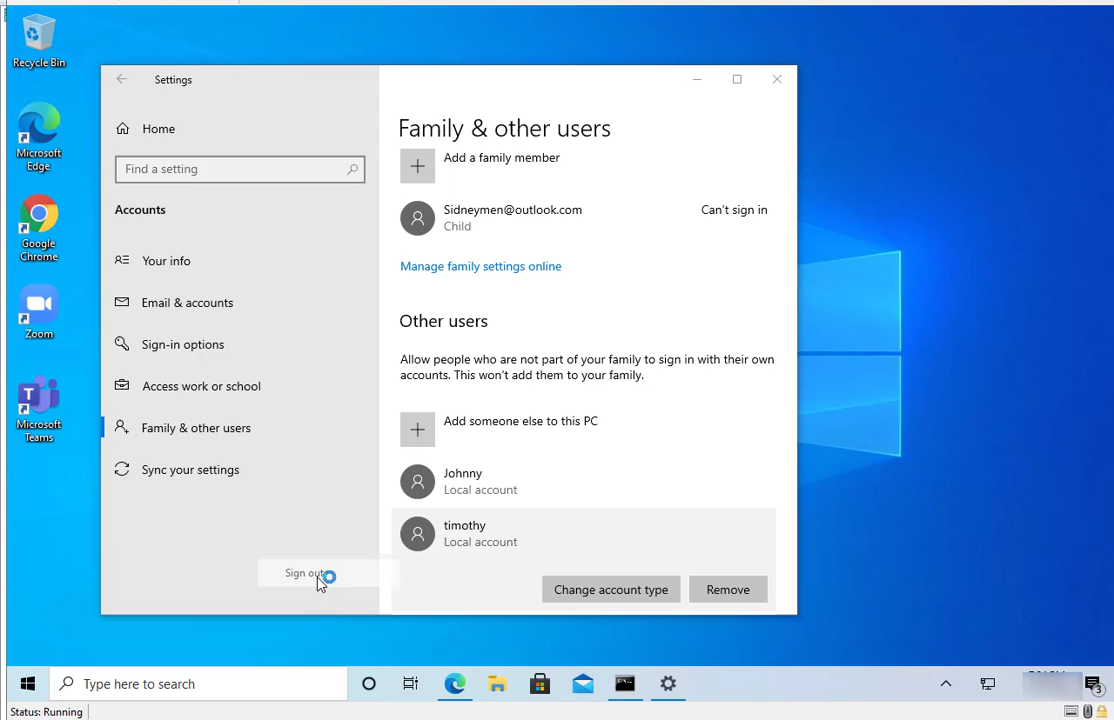 Recycle Bin
Microsoft
Edge
Google
Chrome
Zoom
Microsoft
Teams
Settings
Home
Find a setting
Accounts
Your info
Email & accounts
Sign-in options
Access work or school
Family & other users
Sync your settings
Sign out
Family & other users
Add a family member
Sidneymen@outlook.com
Can't sign in
Child
Manage family settings online
Other users
Allow people who are not part of your family to sign in with their own
accounts. This won't add them to your family.
Add someone else to this PC
Johnny
Local account
timothy
Local account
Change account type
Remove
Type here to search
3
Status: Running